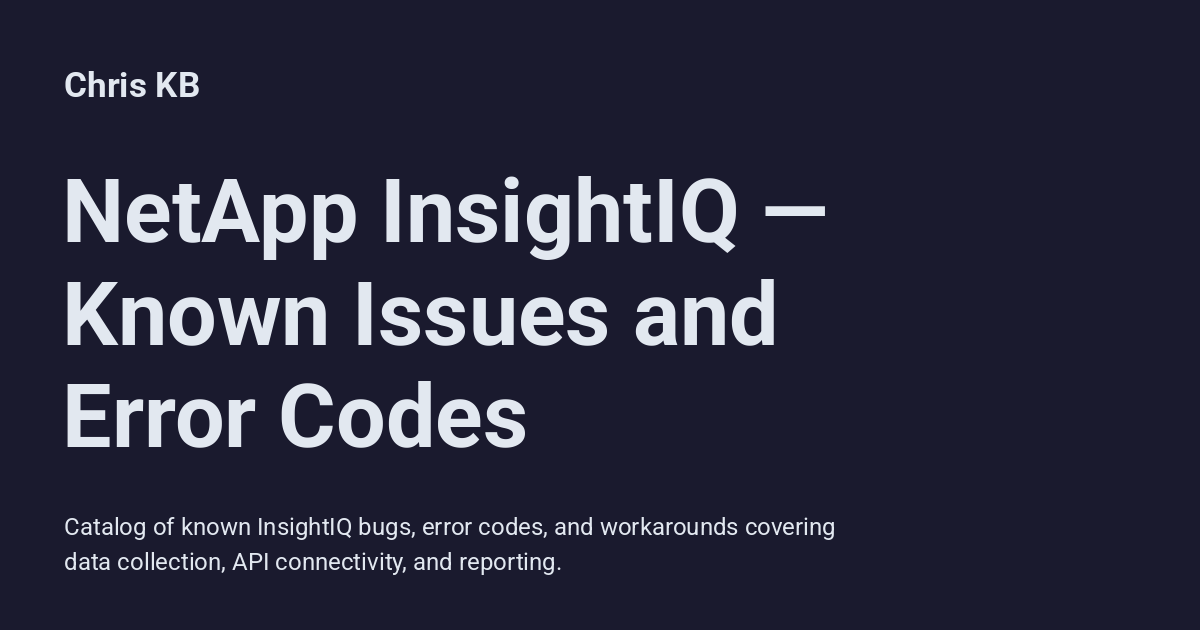 Chris KB
NetApp InsightIQ —
Known Issues and
Error Codes
Catalog of known InsightIQ bugs, error codes, and workarounds covering
data collection, API connectivity, and reporting.